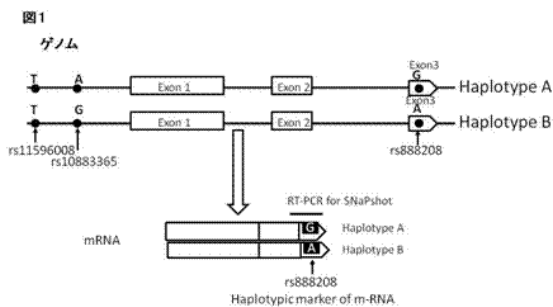 図1
ゲノム
T A Exon 1 Exon 2 Exon3 G Haplotype A
T G Exon 1 Exon 2 Exon3 A Haplotype B
rs11596008
rs10883365
rs888208
RT-PCR for SNaPshot
mRNA
G Haplotype A
A Haplotype B
rs888208
Haplotypic marker of m-RNA